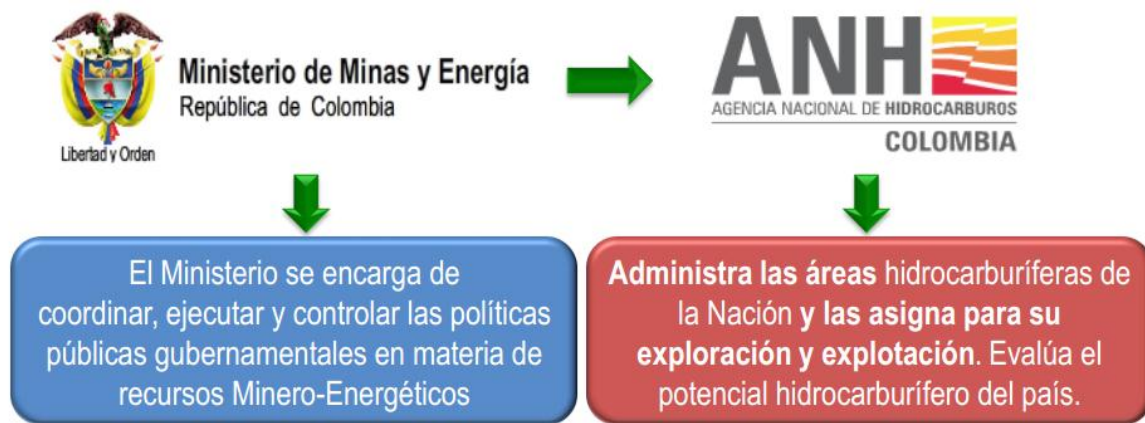 Ministerio de Minas y Energía
República de Colombia
Libertad y Orden
ANH
AGENCIA NACIONAL DE HIDROCARBUROS
COLOMBIA
El Ministerio se encarga de
coordinar, ejecutar y controlar las políticas
públicas gubernamentales en materia de
recursos Minero-Energéticos
Administra las áreas hidrocarburíferas de
la Nación y las asigna para su
exploración y explotación. Evalúa el
potencial hidrocarburífero del país.